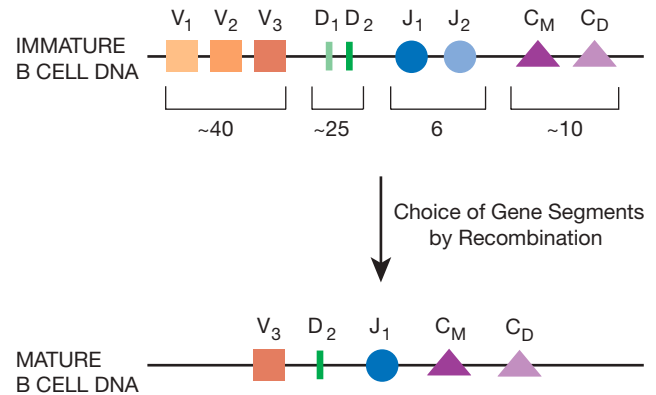 V1 V2 V3 D1 D2 J1 J2 CM CD
IMMATURE
B CELL DNA
~40 ~25 6 ~10
Choice of Gene Segments
by Recombination
V3 D2 J1 CM CD
MATURE
B CELL DNA